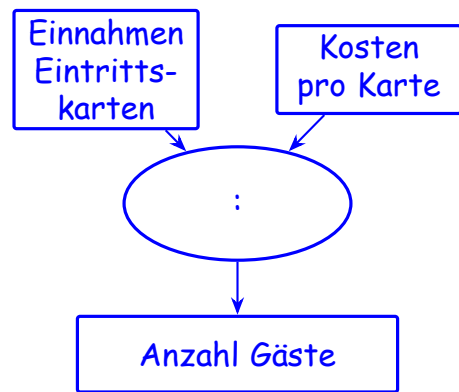 Einnahmen
Eintritts-
karten
Kosten
pro Karte
:
Anzahl Gäste